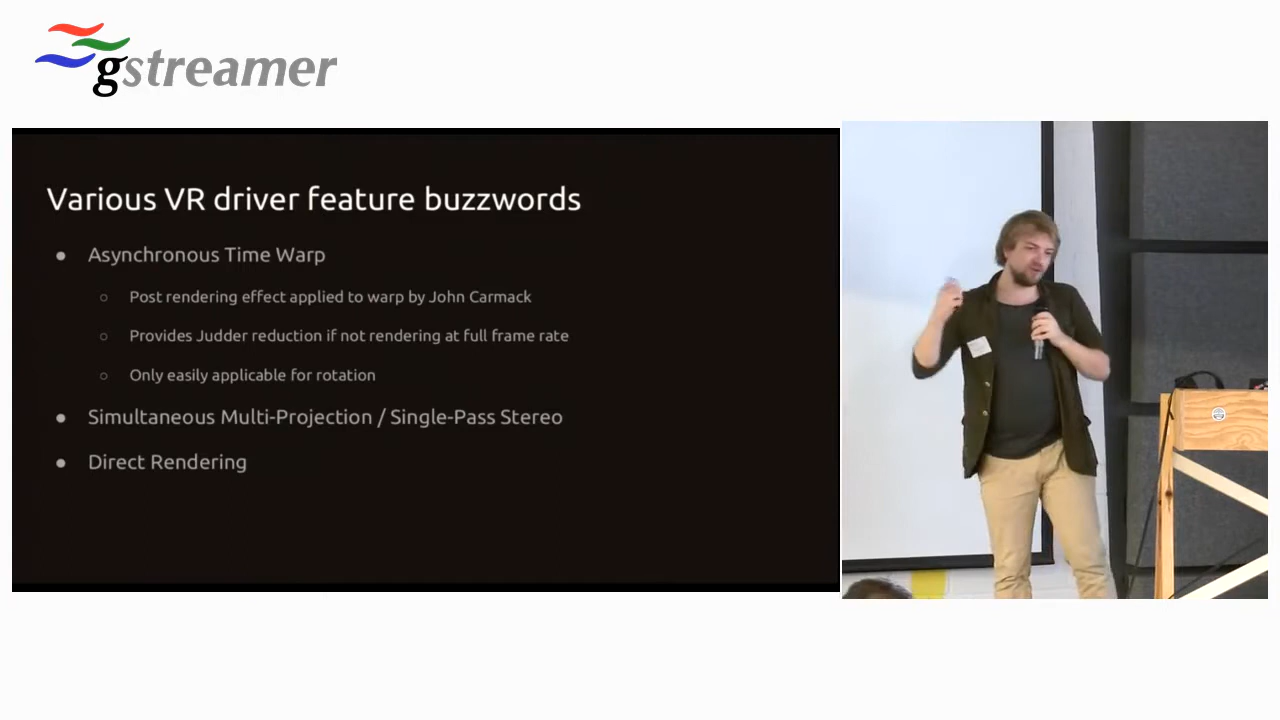 gstreamer
Various VR driver feature buzzwords
● Asynchronous Time Warp
○ Post rendering effect applied to warp by John Carmack
○ Provides Judder reduction if not rendering at full frame rate
○ Only easily applicable for rotation
● Simultaneous Multi-Projection / Single-Pass Stereo
● Direct Rendering